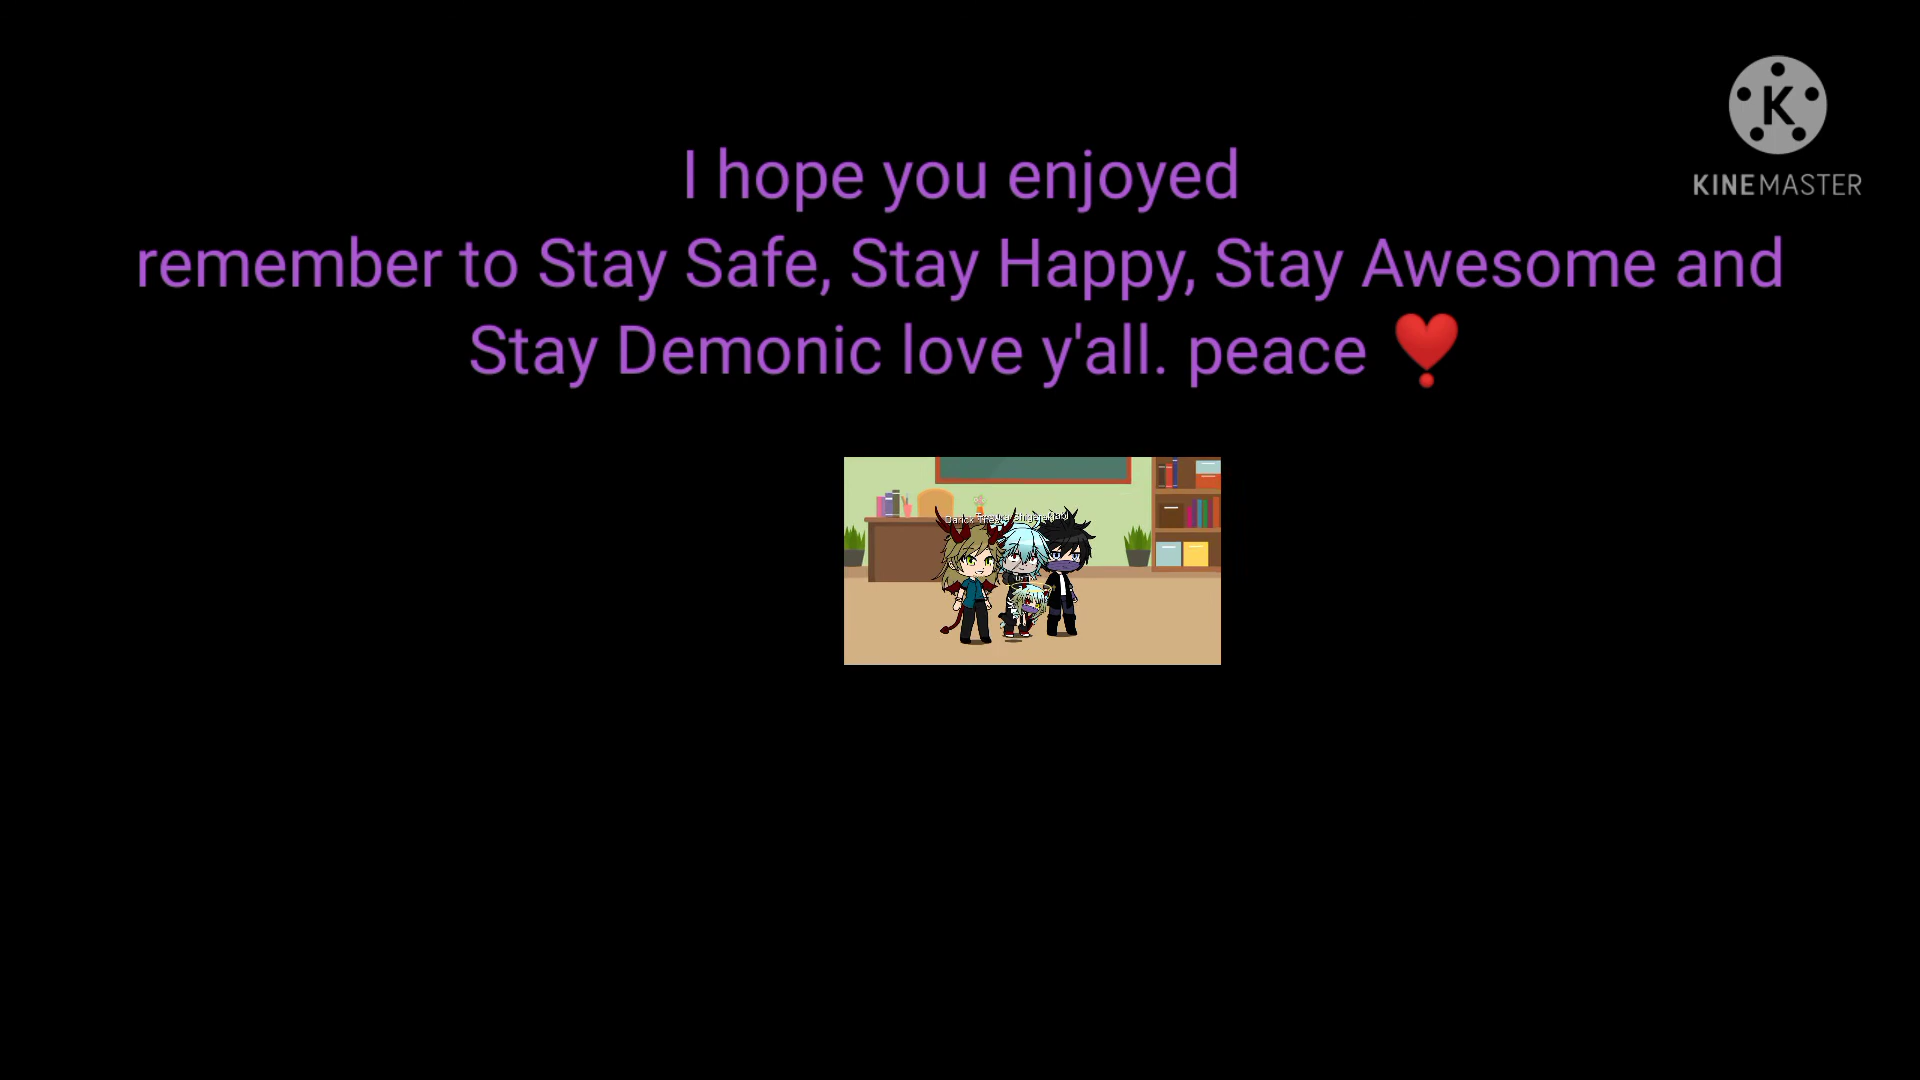 I hope you enjoyed
remember to Stay Safe, Stay Happy, Stay Awesome and
Stay Demonic love y'all. peace ❣️
K
KINEMASTER